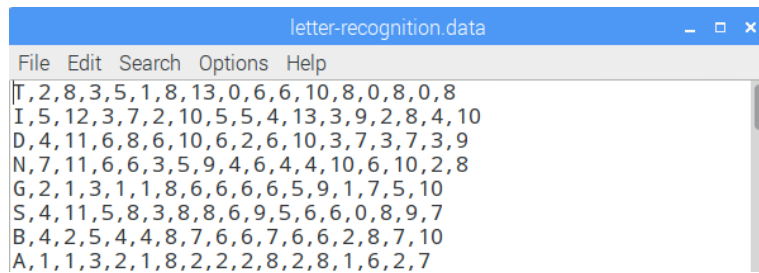 letter-recognition.data
File Edit Search Options Help
T,2,8,3,5,1,8,13,0,6,6,10,8,0,8,0,8
I,5,12,3,7,2,10,5,5,4,13,3,9,2,8,4,10
D,4,11,6,8,6,10,6,2,6,10,3,7,3,7,3,9
N,7,11,6,6,3,5,9,4,6,4,4,10,6,10,2,8
G,2,1,3,1,1,8,6,6,6,6,5,9,1,7,5,10
S,4,11,5,8,3,8,8,6,9,5,6,6,0,8,9,7
B,4,2,5,4,4,8,7,6,6,7,6,6,2,8,7,10
A,1,1,3,2,1,8,2,2,2,8,2,8,1,6,2,7